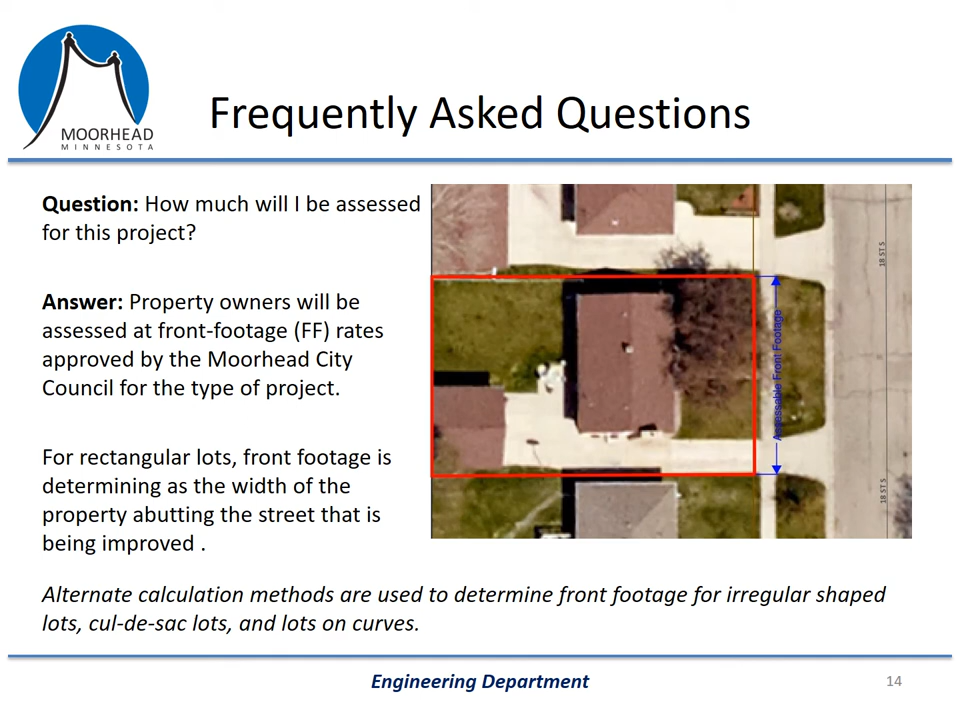 MOORHEAD
MINNESOTA
Frequently Asked Questions
Question: How much will I be assessed
for this project?
Answer: Property owners will be
assessed at front-footage (FF) rates
approved by the Moorhead City
Council for the type of project.
For rectangular lots, front footage is
determining as the width of the
property abutting the street that is
being improved .
18 ST S
Assessable Front Footage
18 ST S
Alternate calculation methods are used to determine front footage for irregular shaped
lots, cul-de-sac lots, and lots on curves.
Engineering Department
14